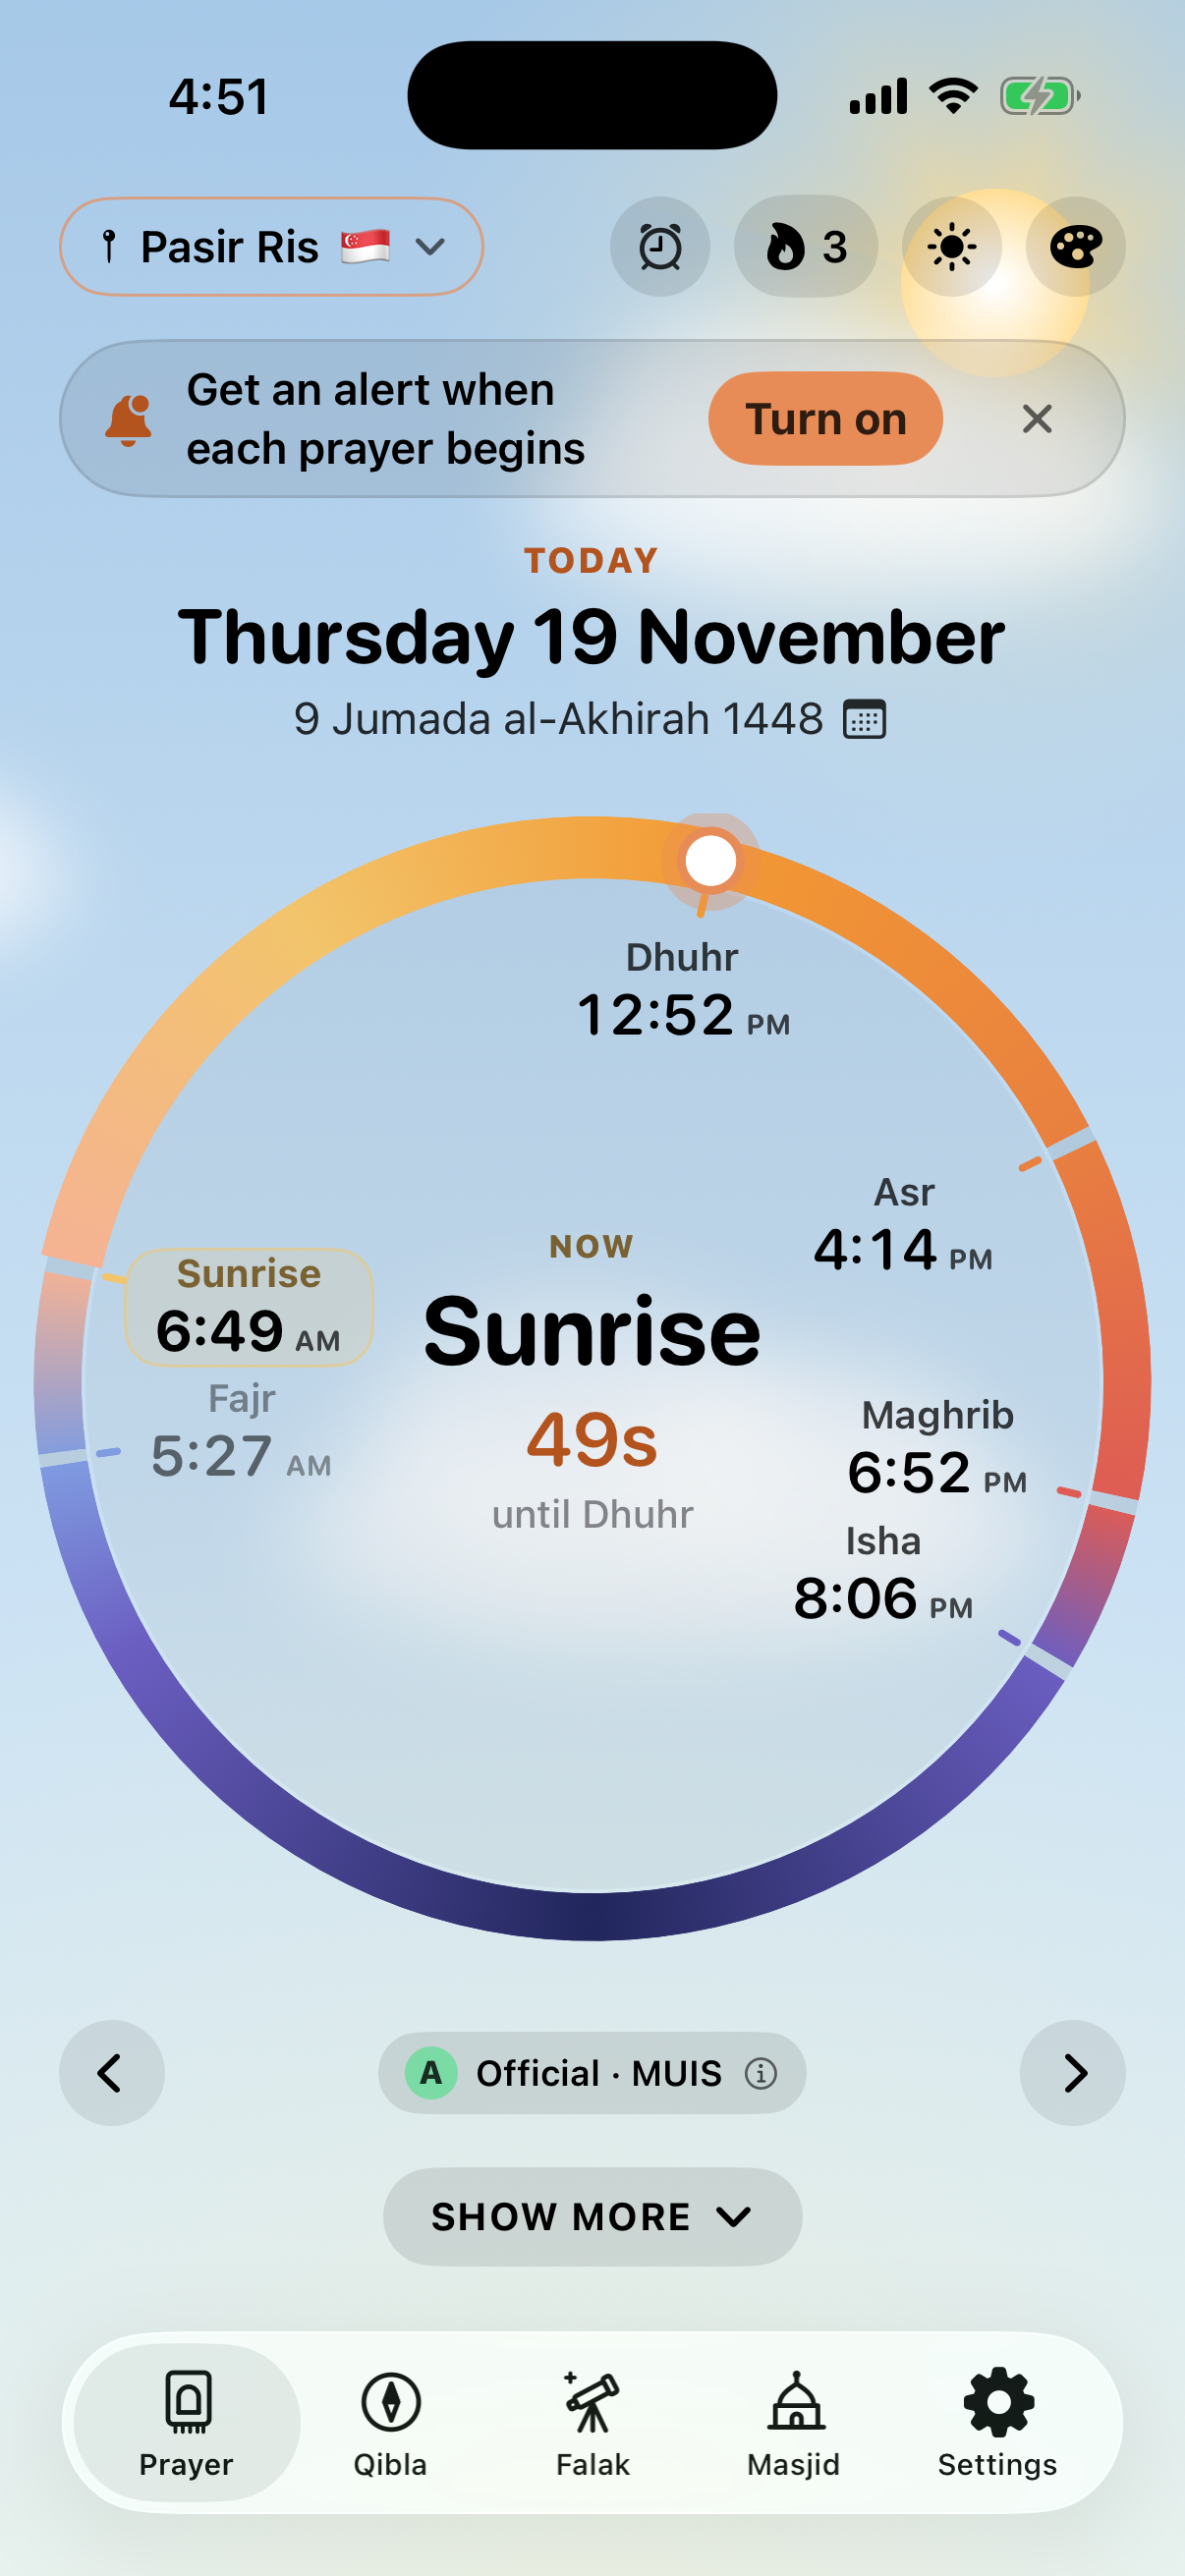 4:51
Pasir Ris
3
Get an alert when
each prayer begins
Turn on
TODAY
Thursday 19 November
9 Jumada al-Akhirah 1448
Dhuhr
12:52 PM
Asr
4:14 PM
NOW
Sunrise
49s
until Dhuhr
Sunrise
6:49 AM
Fajr
5:27 AM
Maghrib
6:52 PM
Isha
8:06 PM
A Official · MUIS
SHOW MORE
Prayer
Qibla
Falak
Masjid
Settings